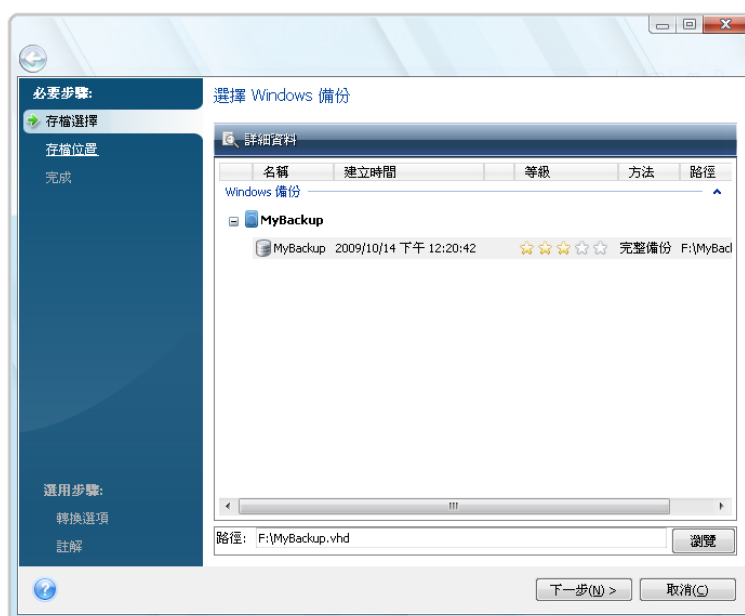 必要步驟:
存檔選擇
存檔位置
完成
選用步驟:
轉換選項
註解
選擇 Windows 備份
詳細資料
名稱 建立時間 等級 方法 路徑
Windows 備份
MyBackup
MyBackup 2009/10/14 下午 12:20:42 完整備份 F:\MyBacl
路徑: F:\MyBackup.vhd 瀏覽
下一步(N) > 取消(C)